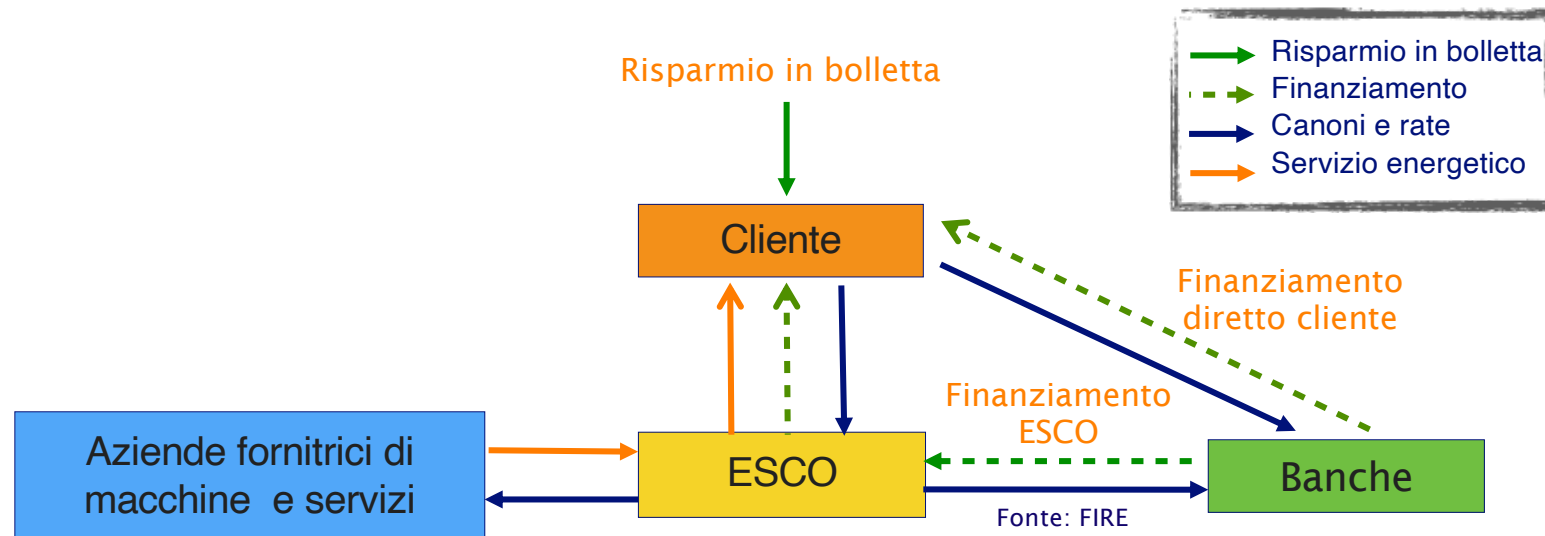 Risparmio in bolletta
Risparmio in bolletta
Finanziamento
Canoni e rate
Servizio energetico
Cliente
Finanziamento
diretto cliente
Finanziamento
ESCO
Aziende fornitrici di
macchine e servizi
ESCO
Banche
Fonte: FIRE